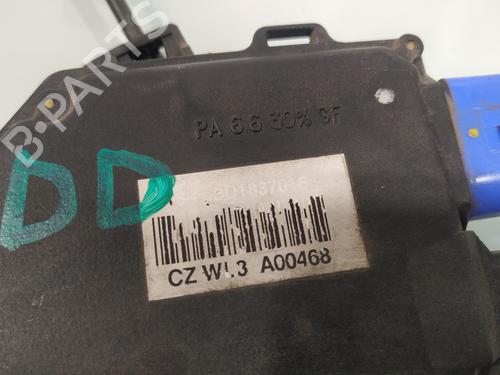 B-PARTS
PA 6.6 30% GF
DD
3D1837016
CZ WL3 A00468